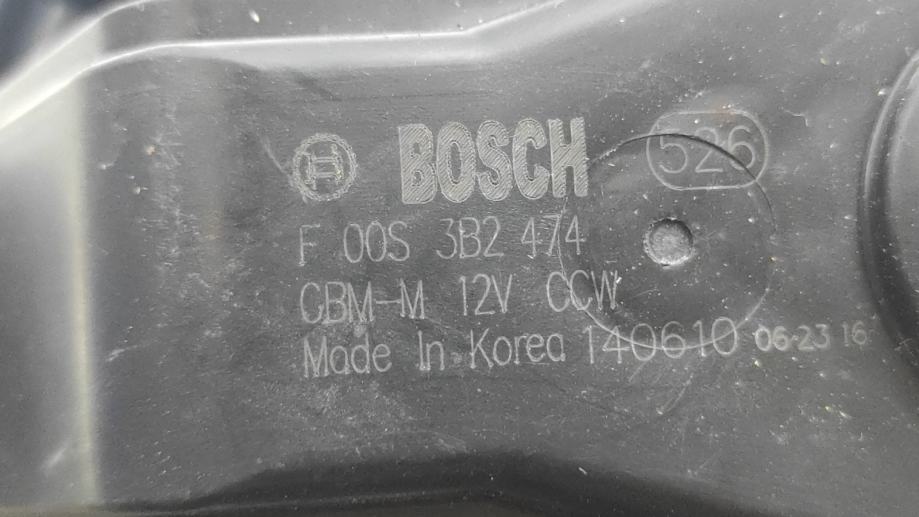 BOSCH 526
F 00S 3B2 474
CBM-M 12V CCW
Made In Korea 140610 06-23 16